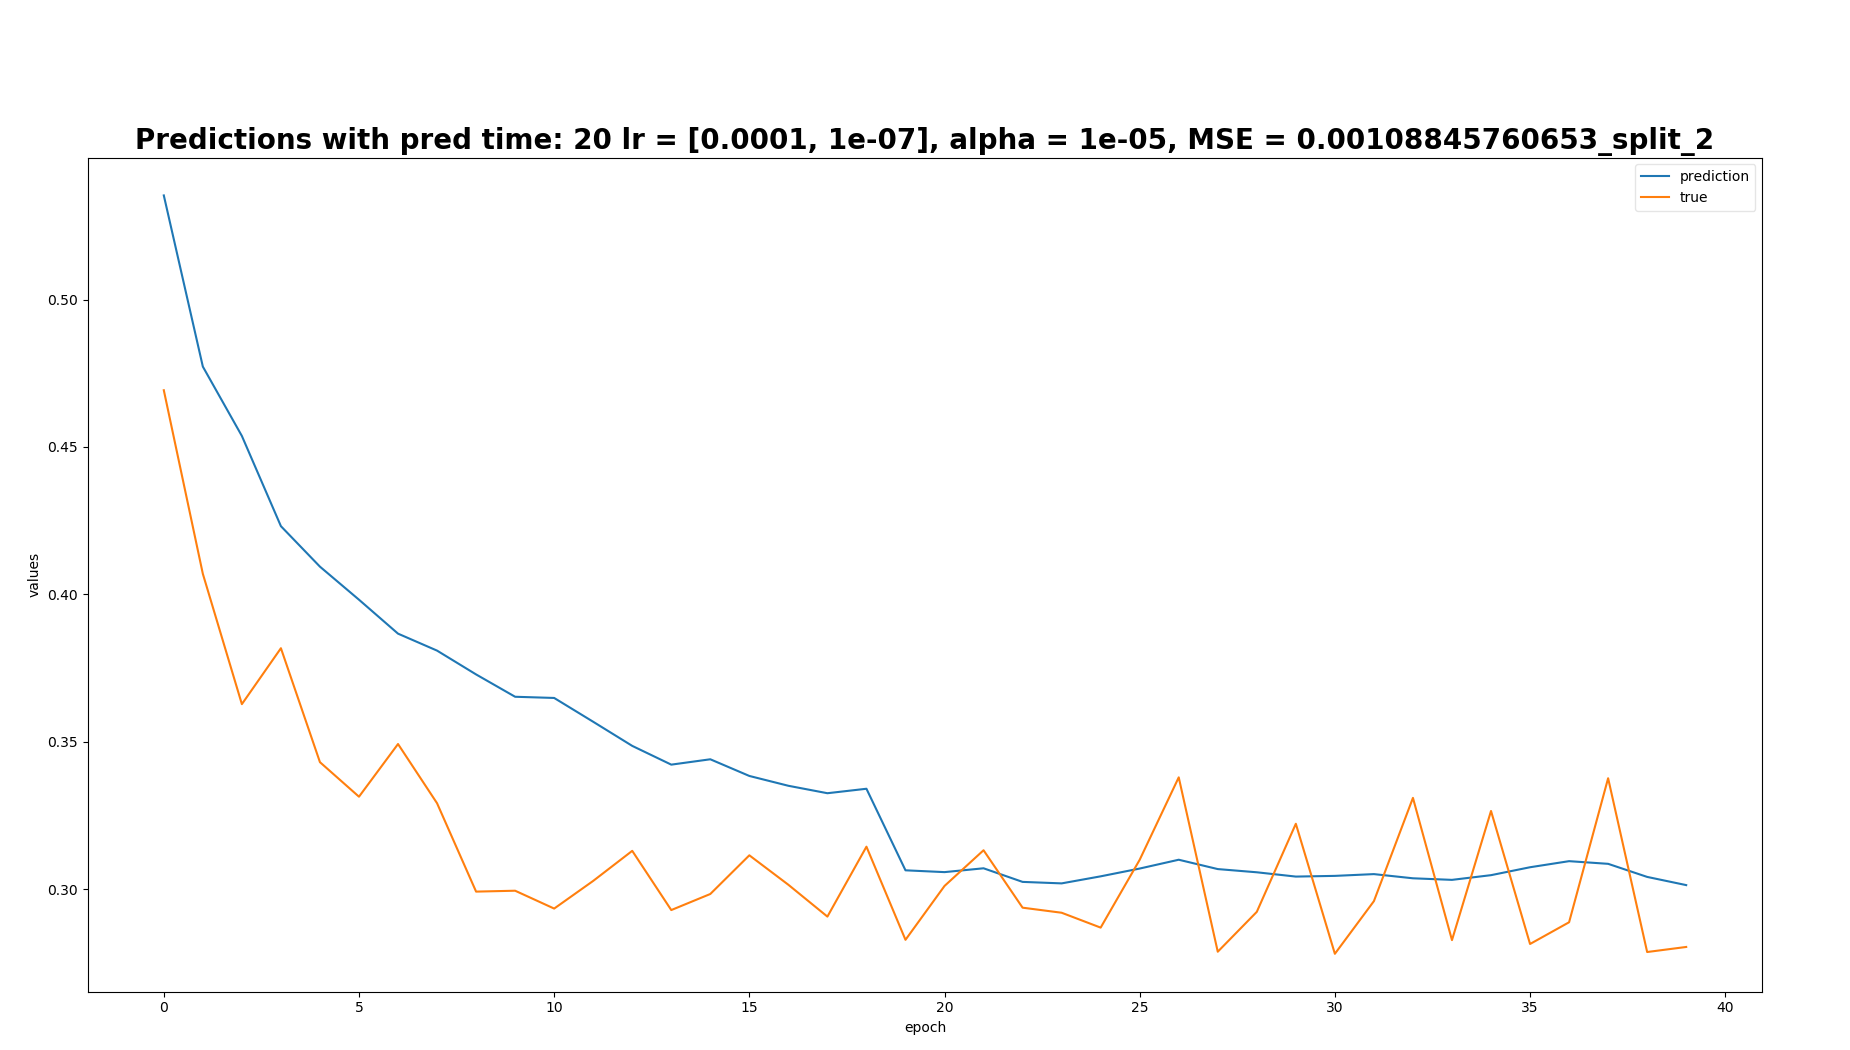 Predictions with pred time: 20 lr = [0.0001, 1e-07], alpha = 1e-05, MSE = 0.00108845760653_split_2
prediction
true
values
0.50
0.45
0.40
0.35
0.30
0
5
10
15
20
25
30
35
40
epoch